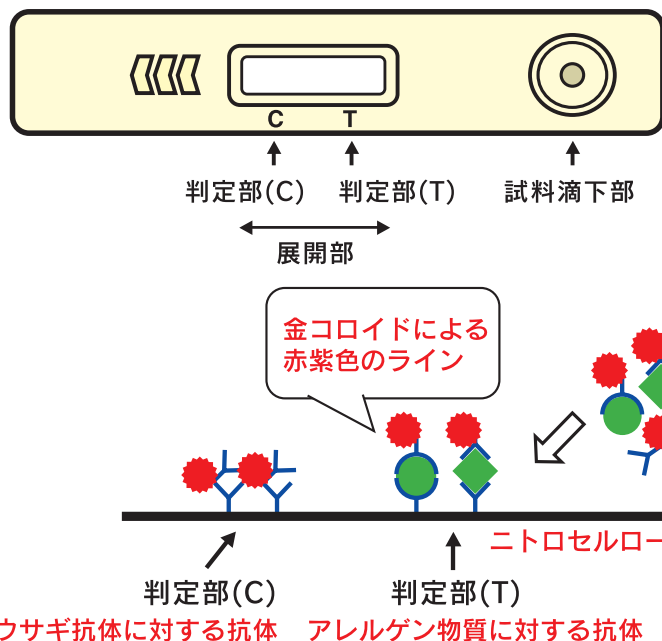 C T
判定部(C) 判定部(T) 試料滴下部
展開部
金コロイドによる
赤紫色のライン
ニトロセルロー
判定部(C) 判定部(T)
ウサギ抗体に対する抗体 アレルゲン物質に対する抗体